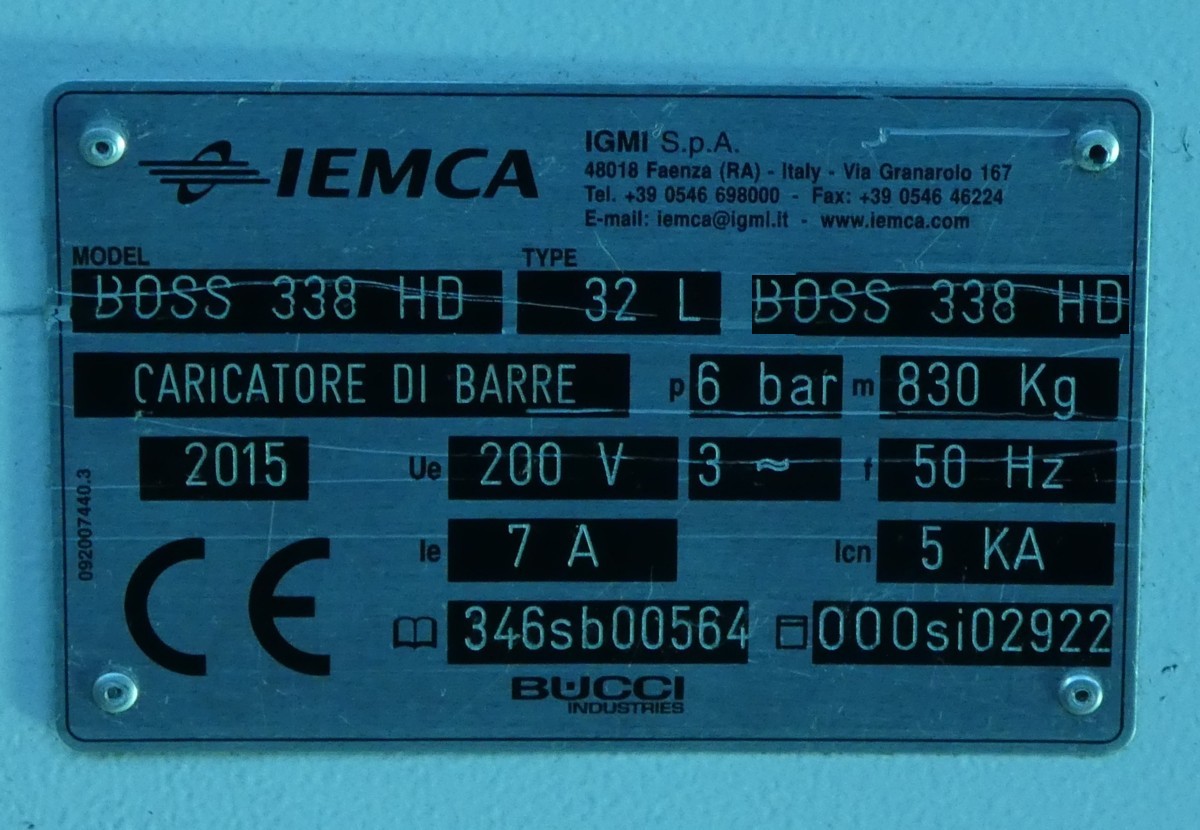 IEMCA
IGMI S.p.A.
48018 Faenza (RA) - Italy - Via Granarolo 167
Tel. +39 0546 698000 - Fax: +39 0546 46224
E-mail: iemca@igmi.it - www.iemca.com
MODEL TYPE
BOSS 338 HD 32 L BOSS 338 HD
CARICATORE DI BARRE p 6 bar m 830 Kg
2015 Ue 200 V 3 ≈ f 50 Hz
Ie 7 A Icn 5 KA
346sb00564 000si02922
CE
092007440.3
BUCCI
INDUSTRIES